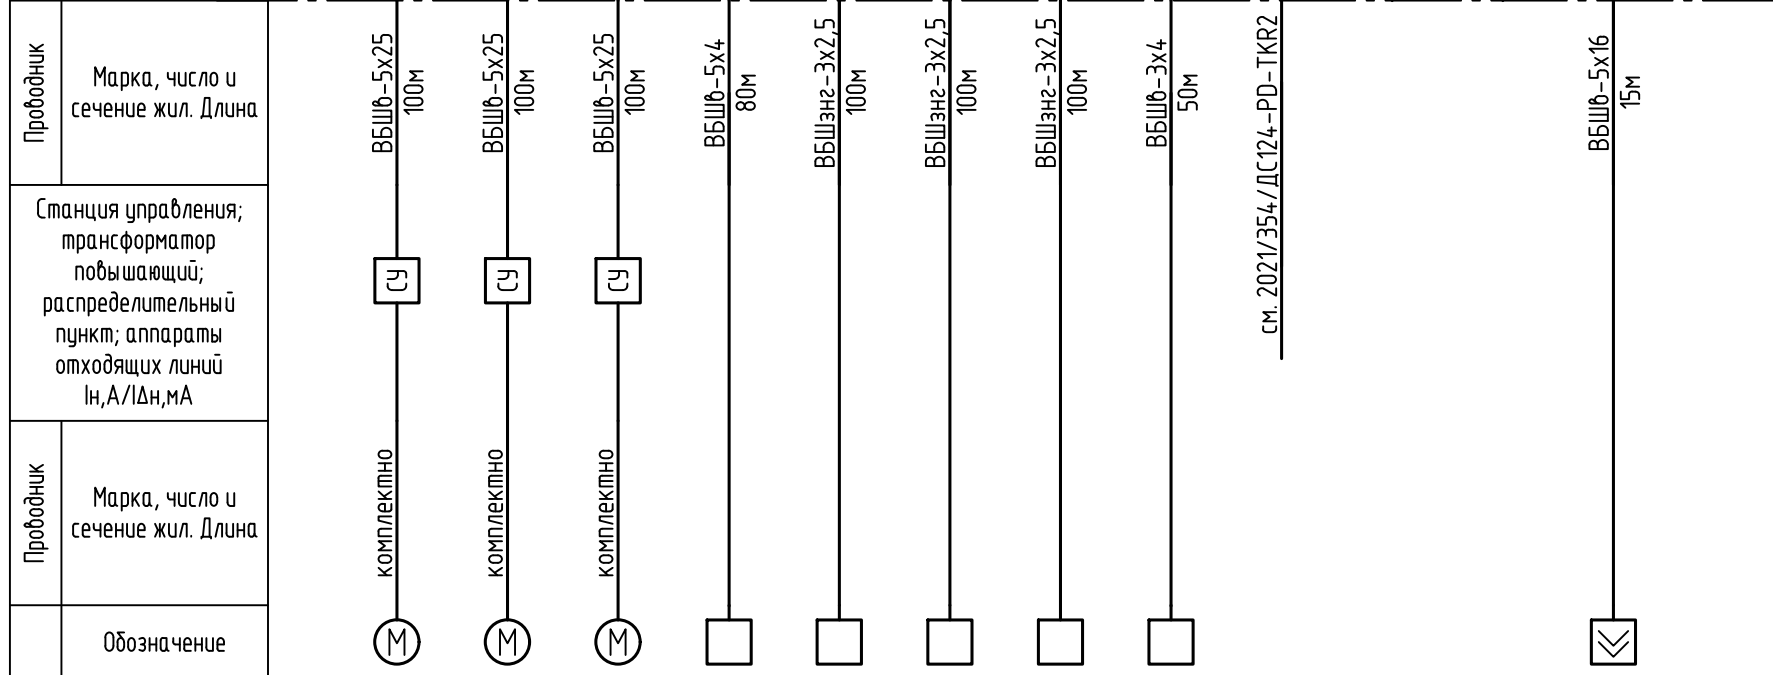 Проводник
Марка, число и
сечение жил. Длина
ВБШв-5х25
100м
ВБШв-5х25
100м
ВБШв-5х25
100м
ВБШв-5х4
80м
ВБШзнг-3х2,5
100м
ВБШзнг-3х2,5
100м
ВБШзнг-3х2,5
100м
ВБШв-3х4
50м
см. 2021/354/ДС124-PD-TKR2
ВБШв-5х16
15м
Станция управления;
трансформатор
повышающий;
распределительный
пункт; аппараты
отходящих линий
Iн,А/IΔн,мА
СУ
СУ
СУ
Проводник
Марка, число и
сечение жил. Длина
комплектно
комплектно
комплектно
Обозначение
М
М
М